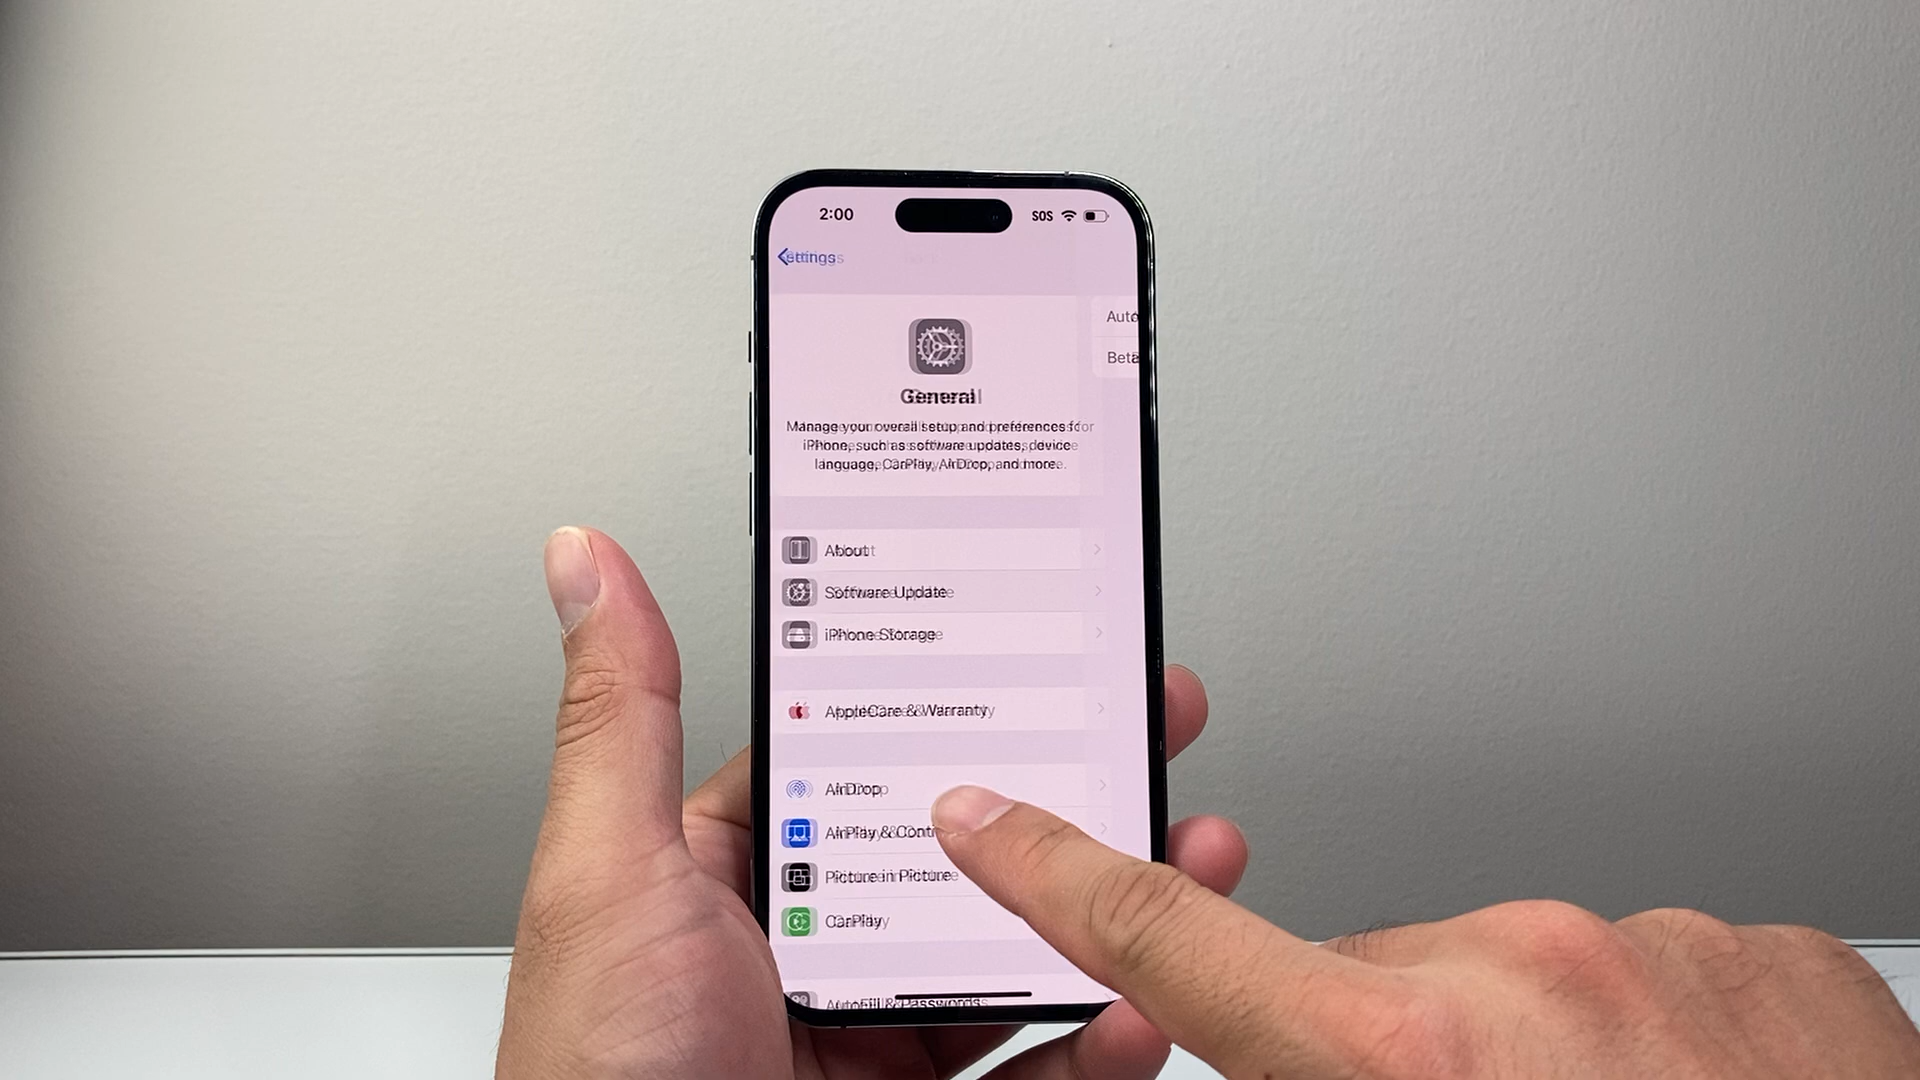 2:00
SOS
Settings
Auto
Beta
General
Manage your overall setup and preferences for
iPhone, such as software updates, device
language, CarPlay, AirDrop, and more.
About
Software Update
iPhone Storage
AppleCare & Warranty
AirDrop
AirPlay & Conti
Picture in Picture
CarPlay
AutoFill & Passwords